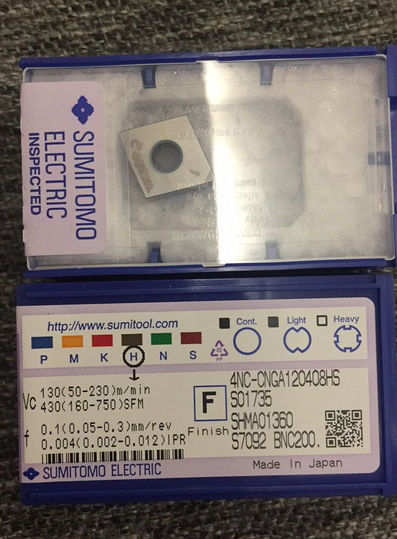 SUMITOMO
ELECTRIC
INSPECTED
http://www.sumitool.com
Cont.
Light
Heavy
P M K H N S
PP
Vc 130(50-230)m/min
430(160-750)SFM
f 0.1(0.05-0.3)mm/rev
0.004(0.002-0.012)IPR
F
Finish
4NC-CNGA120408HS
S01735
SHMA01360
S7092 BNC200.
SUMITOMO ELECTRIC
Made In Japan